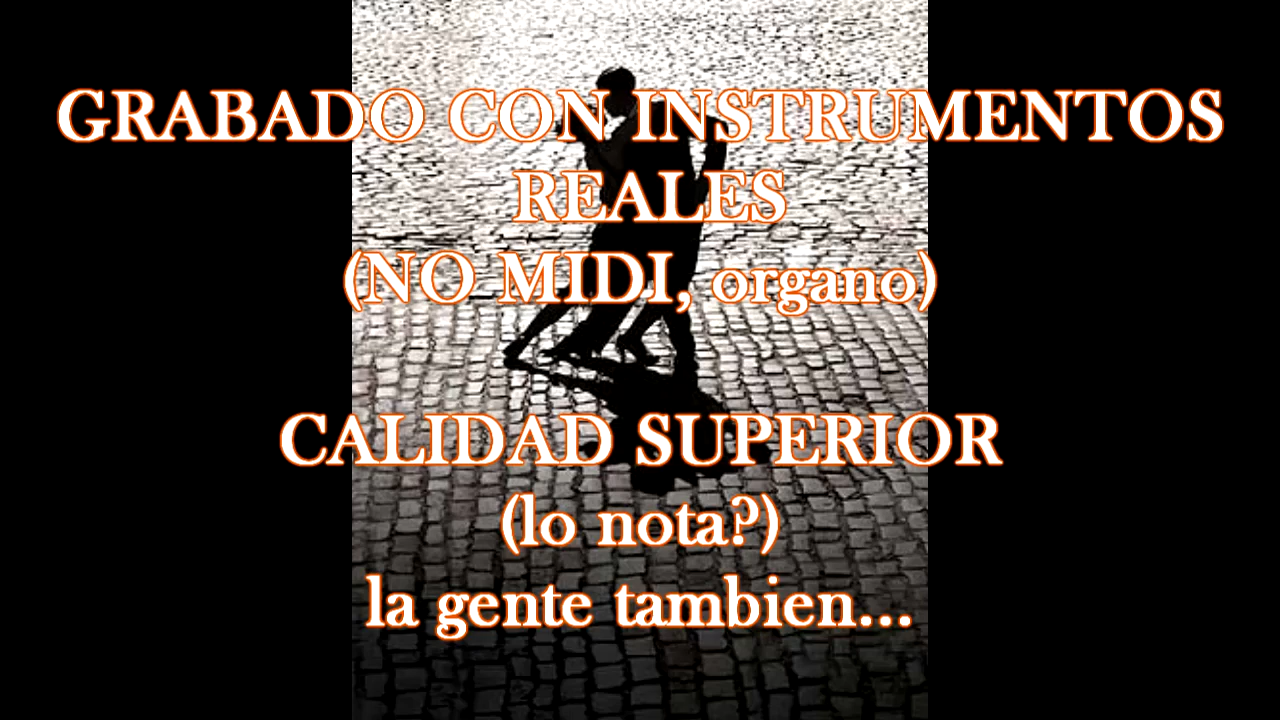 GRABADO CON INSTRUMENTOS
REALES
(NO MIDI, organo)
CALIDAD SUPERIOR
(lo nota?)
la gente tambien...